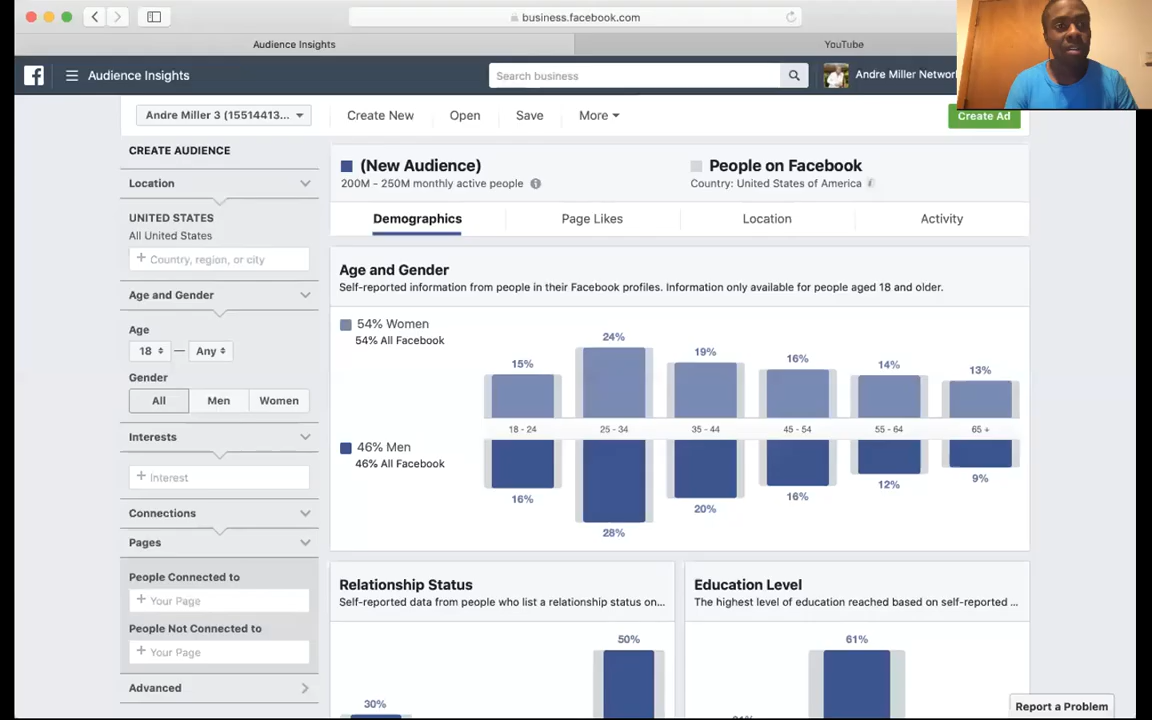 business.facebook.com
Audience Insights
YouTube
Audience Insights
Search business
Andre Miller Network
Andre Miller 3 (15514413...
Create New
Open
Save
More
Create Ad
CREATE AUDIENCE
Location
UNITED STATES
All United States
+ Country, region, or city
Age and Gender
Age
18 — Any
Gender
All
Men
Women
Interests
+ Interest
Connections
Pages
People Connected to
+ Your Page
People Not Connected to
+ Your Page
Advanced
(New Audience)
200M - 250M monthly active people
People on Facebook
Country: United States of America
Demographics
Page Likes
Location
Activity
Age and Gender
Self-reported information from people in their Facebook profiles. Information only available for people aged 18 and older.
54% Women
54% All Facebook
15%
24%
19%
16%
14%
13%
18 - 24
25 - 34
35 - 44
45 - 54
55 - 64
65 +
46% Men
46% All Facebook
16%
28%
20%
16%
12%
9%
Relationship Status
Self-reported data from people who list a relationship status on...
30%
50%
Education Level
The highest level of education reached based on self-reported ...
61%
Report a Problem